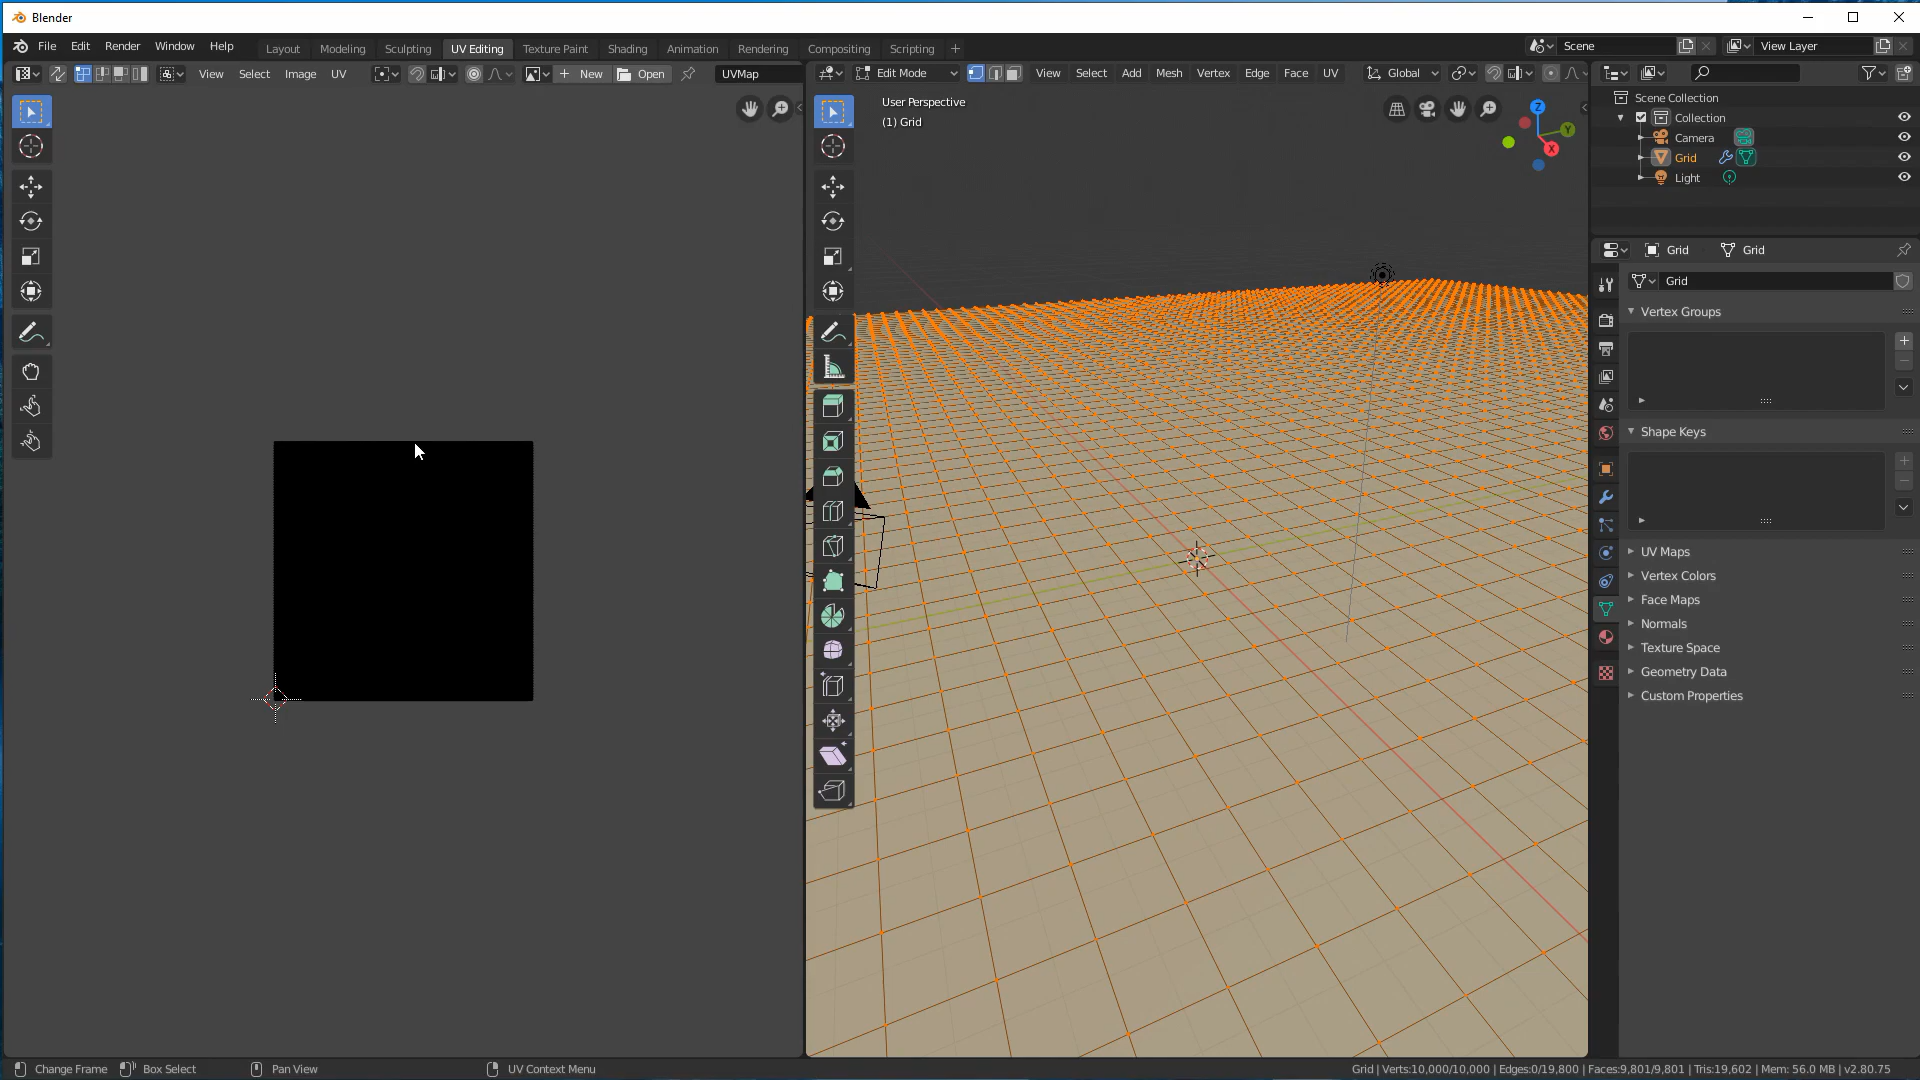 Blender
File Edit Render Window Help Layout Modeling Sculpting UV Editing Texture Paint Shading Animation Rendering Compositing Scripting + Scene View Layer
View Select Image UV New Open UVMap
Edit Mode View Select Add Mesh Vertex Edge Face UV Global
User Perspective
(1) Grid
Z
Y
X
Scene Collection
Collection
Camera
Grid
Light
Grid Grid
Grid
Vertex Groups
Shape Keys
UV Maps
Vertex Colors
Face Maps
Normals
Texture Space
Geometry Data
Custom Properties
Change Frame Box Select Pan View UV Context Menu Grid | Verts:10,000/10,000 | Edges:0/19,800 | Faces:9,801/9,801 | Tris:19,602 | Mem: 56.0 MB | v2.80.75